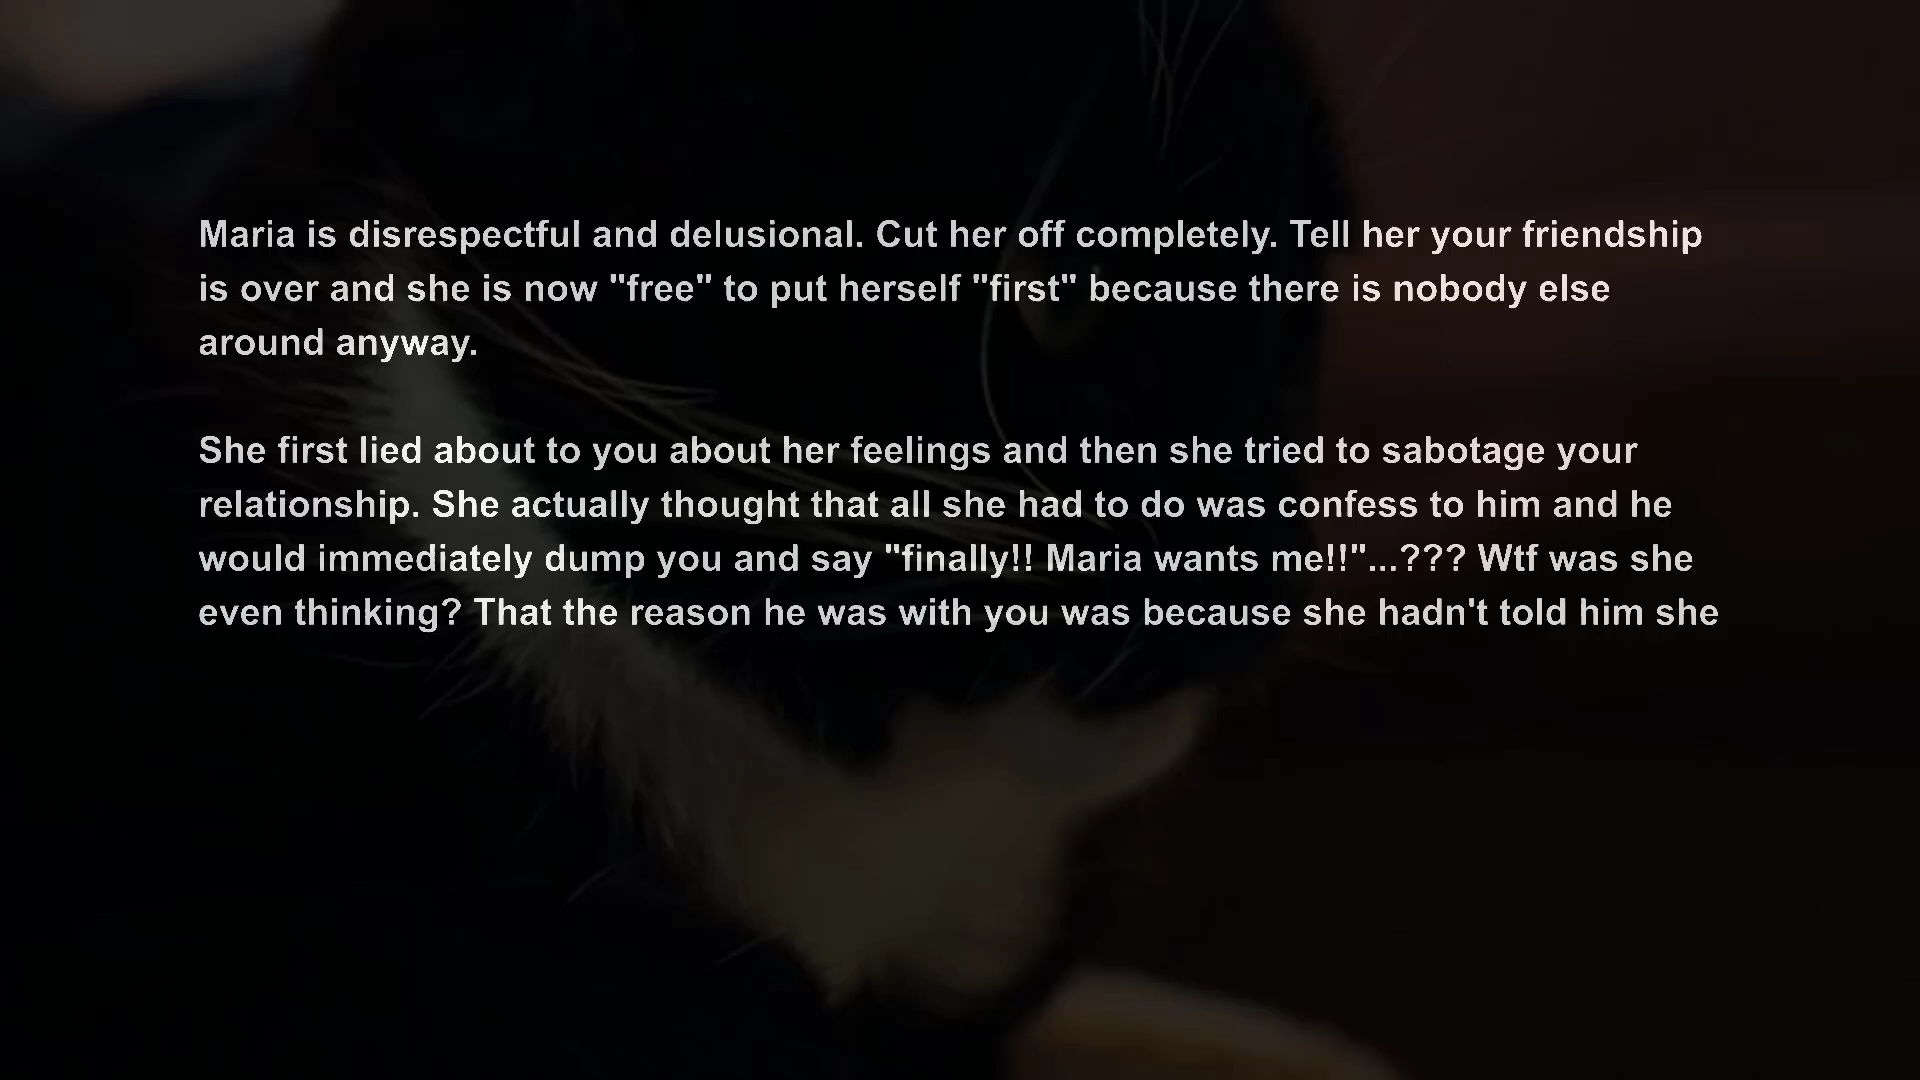 Maria is disrespectful and delusional. Cut her off completely. Tell her your friendship
is over and she is now "free" to put herself "first" because there is nobody else
around anyway.
She first lied about to you about her feelings and then she tried to sabotage your
relationship. She actually thought that all she had to do was confess to him and he
would immediately dump you and say "finally!! Maria wants me!!"...??? Wtf was she
even thinking? That the reason he was with you was because she hadn't told him she